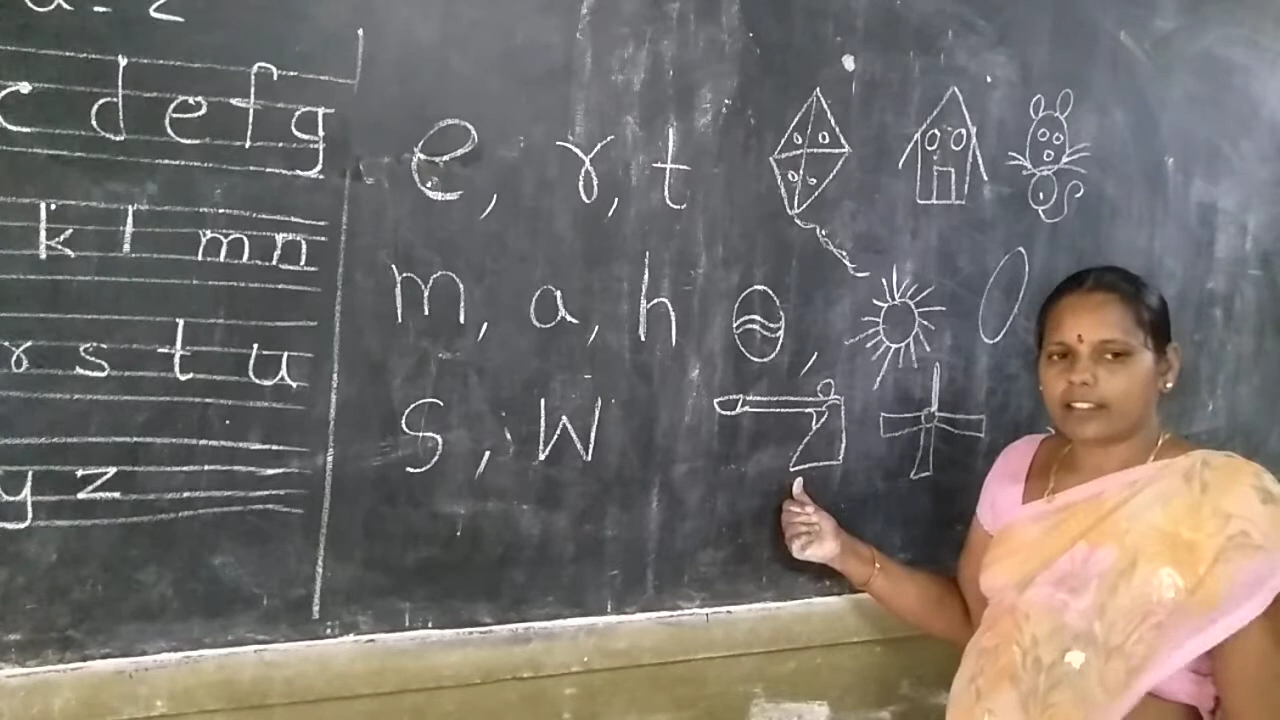 a - z
c d e f g
k l m n
r s t u
y z
e, r, t
m, a, h
s, w